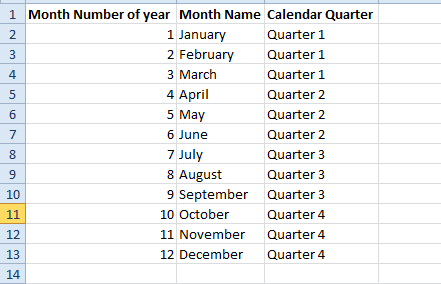 1 Month Number of year Month Name Calendar Quarter
2 1 January Quarter 1
3 2 February Quarter 1
4 3 March Quarter 1
5 4 April Quarter 2
6 5 May Quarter 2
7 6 June Quarter 2
8 7 July Quarter 3
9 8 August Quarter 3
10 9 September Quarter 3
11 10 October Quarter 4
12 11 November Quarter 4
13 12 December Quarter 4
14